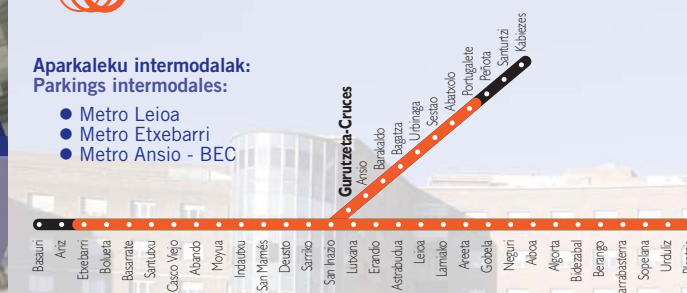 Aparkaleku intermodalak:
Parkings intermodales:
Metro Leioa
Metro Etxebarri
Metro Ansio - BEC
Gurutzeta-Cruces
Ansio
Barakaldo
Bagatza
Urbinaga
Sestao
Abatxolo
Portugalete
Peñota
Santurtzi
Kabiezes
Basauri
Ariz
Etxebarri
Bolueta
Basarrate
Santutxu
Casco Viejo
Abando
Moyua
Indautxu
San Mamés
Deusto
Sarriko
San Inazio
Lutxana
Erandio
Astrabudua
Leioa
Lamiako
Areeta
Gobela
Neguri
Aiboa
Algorta
Bidezabal
Berango
Larrabasterra
Sopelana
Urduliz